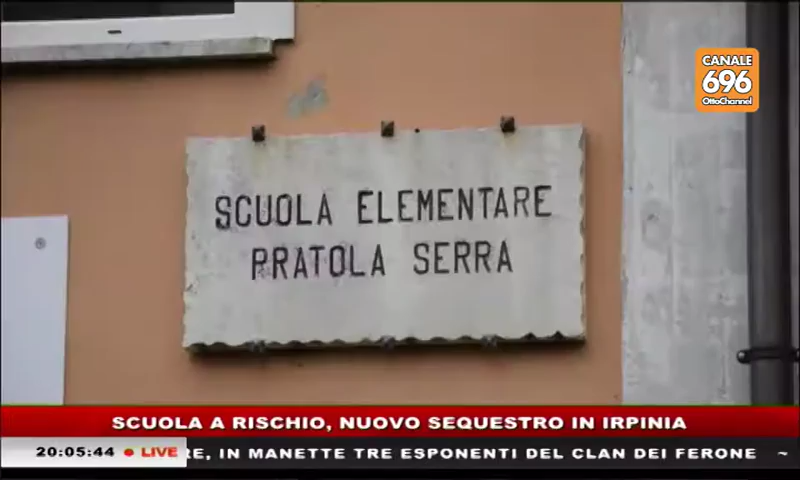 CANALE
696
OttoChannel
SCUOLA ELEMENTARE
PRATOLA SERRA
SCUOLA A RISCHIO, NUOVO SEQUESTRO IN IRPINIA
20:05:44 ● LIVE
RE, IN MANETTE TRE ESPONENTI DEL CLAN DEI FERONE ~